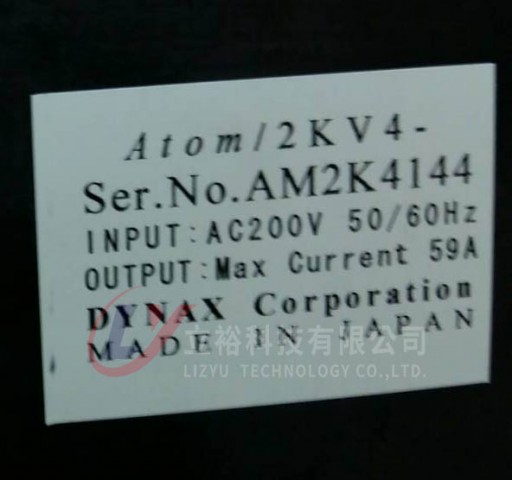 Atom/2KV4-
Ser.No.AM2K4144
INPUT:AC200V 50/60Hz
OUTPUT:Max Current 59A
DYNAX Corporation
MADE IN JAPAN
立裕科技有限公司
LIZYU TECHNOLOGY CO.,LTD.